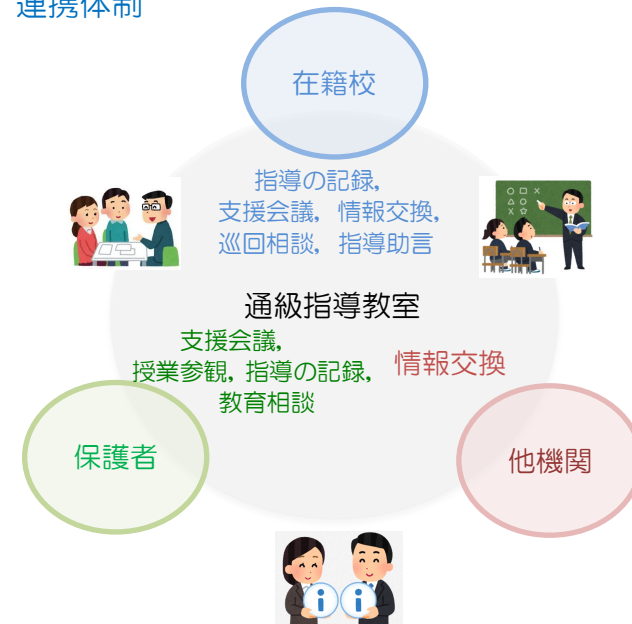 連携体制
在籍校
指導の記録,
支援会議, 情報交換,
巡回相談, 指導助言
通級指導教室
支援会議,
授業参観, 指導の記録,
教育相談
情報交換
保護者
他機関